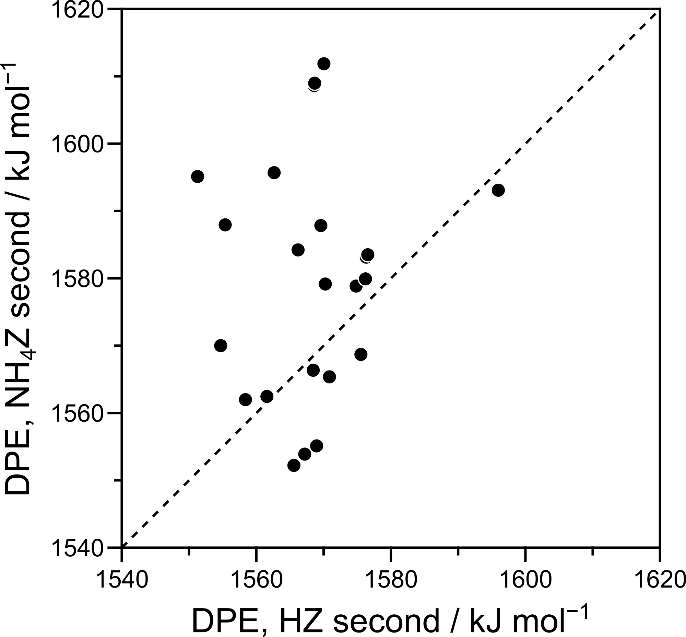 1620
1600
1580
1560
1540
DPE, NH₄Z second / kJ mol⁻¹
1540 1560 1580 1600 1620
DPE, HZ second / kJ mol⁻¹